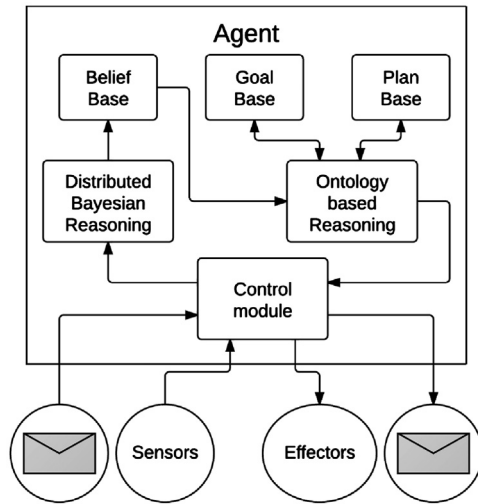 Agent
Belief
Base
Goal
Base
Plan
Base
Distributed
Bayesian
Reasoning
Ontology
based
Reasoning
Control
module
Sensors
Effectors